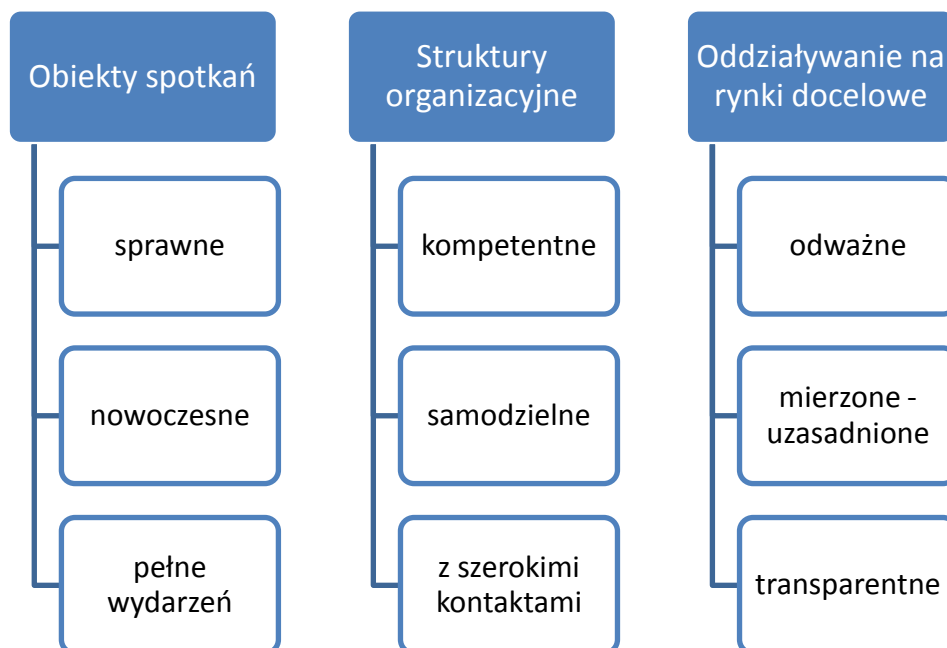 Obiekty spotkań
sprawne
nowoczesne
pełne
wydarzeń
Struktury
organizacyjne
kompetentne
samodzielne
z szerokimi
kontaktami
Oddziaływanie na
rynki docelowe
odważne
mierzone -
uzasadnione
transparentne